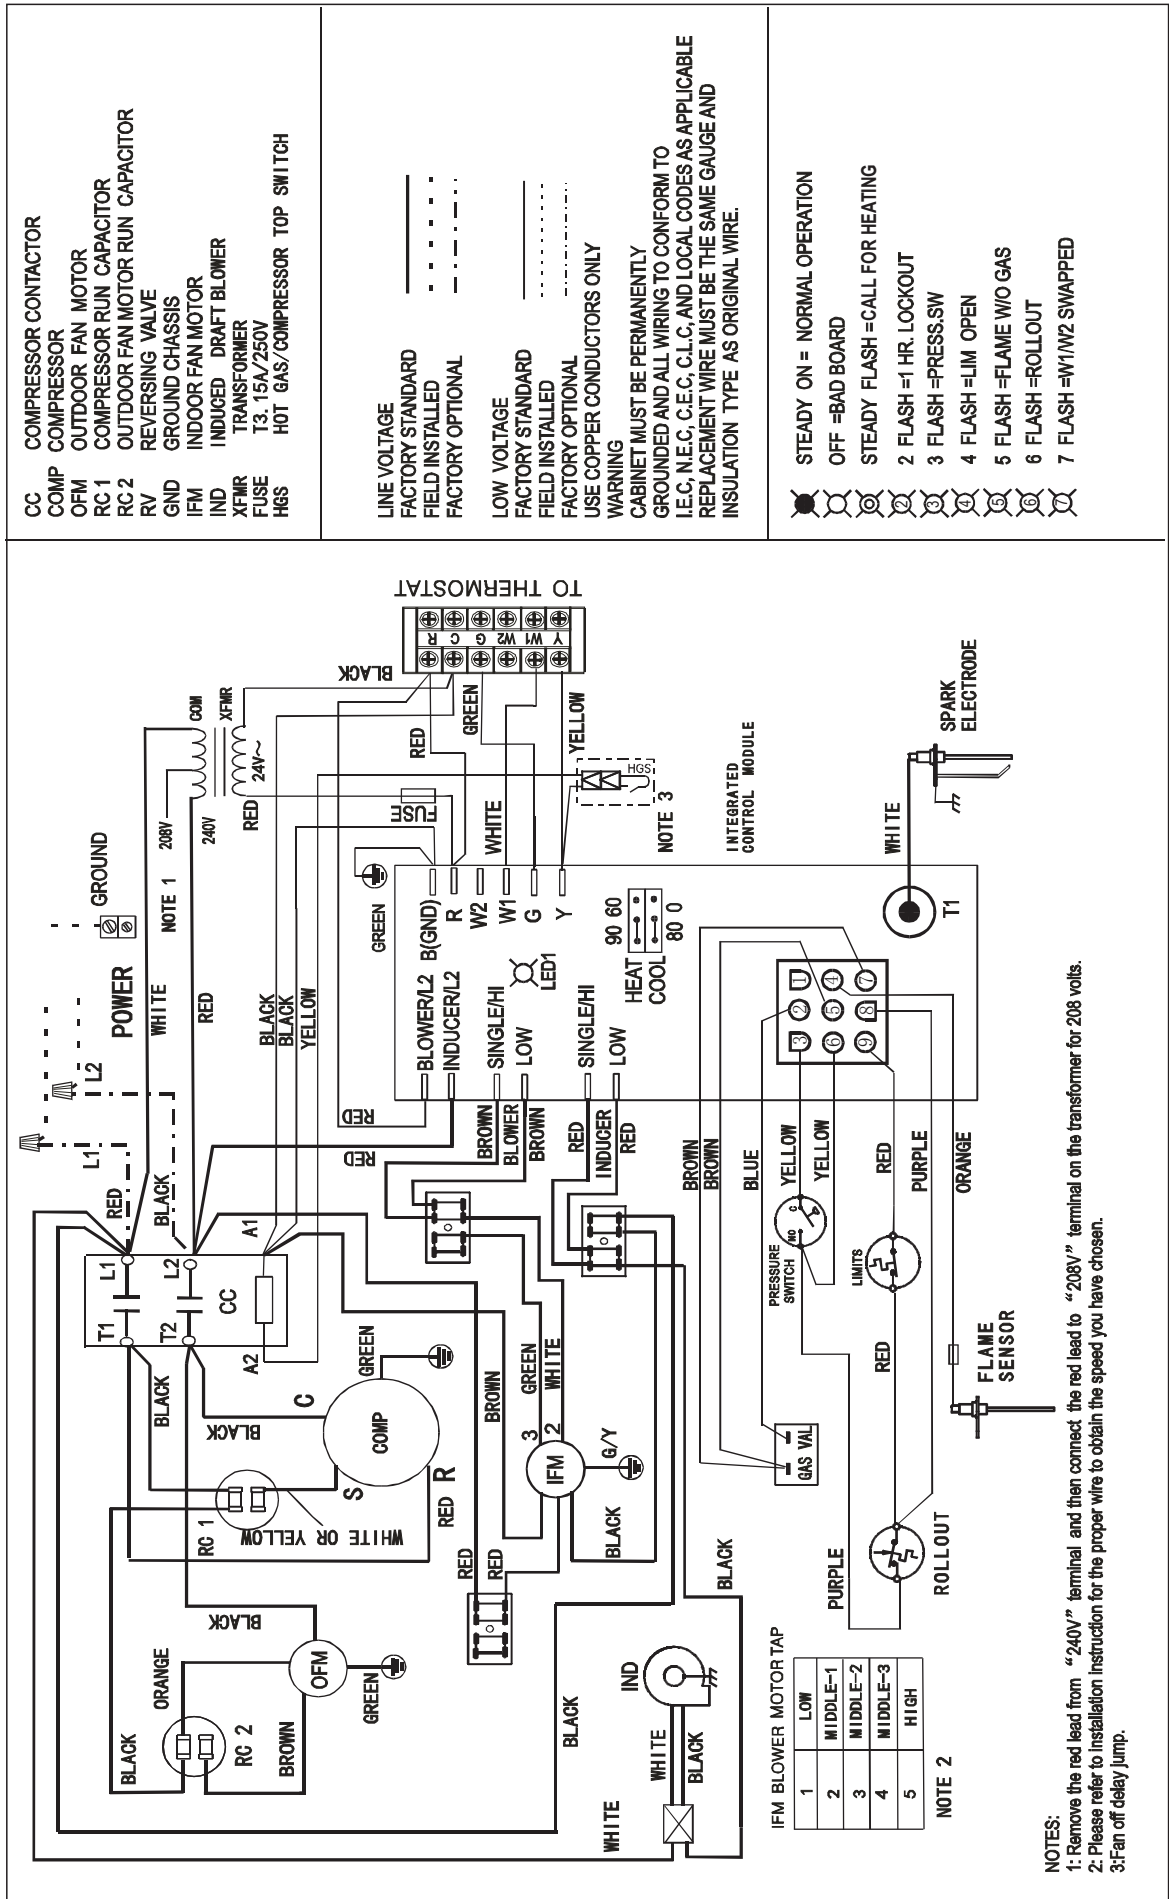 CC COMPRESSOR CONTACTOR
COMP COMPRESSOR
OFM OUTDOOR FAN MOTOR
RC 1 COMPRESSOR RUN CAPACITOR
RC 2 OUTDOOR FAN MOTOR RUN CAPACITOR
RV REVERSING VALVE
GND GROUND CHASSIS
IFM INDOOR FAN MOTOR
IND INDUCED DRAFT BLOWER
XFMR TRANSFORMER
FUSE T3. 15A/250V
HGS HOT GAS/COMPRESSOR TOP SWITCH
LINE VOLTAGE
FACTORY STANDARD
FIELD INSTALLED
FACTORY OPTIONAL
LOW VOLTAGE
FACTORY STANDARD
FIELD INSTALLED
FACTORY OPTIONAL
USE COPPER CONDUCTORS ONLY
WARNING
CABINET MUST BE PERMANENTLY
GROUNDED AND ALL WIRING TO CONFORM TO
I.E.C, N.E.C, C.E.C, C.L.C, AND LOCAL CODES AS APPLICABLE
REPLACEMENT WIRE MUST BE THE SAME GAUGE AND
INSULATION TYPE AS ORIGINAL WIRE.
STEADY ON = NORMAL OPERATION
OFF =BAD BOARD
STEADY FLASH =CALL FOR HEATING
2 2 FLASH =1 HR. LOCKOUT
3 3 FLASH =PRESS.SW
4 4 FLASH =LIM OPEN
5 5 FLASH =FLAME W/O GAS
6 6 FLASH =ROLLOUT
7 7 FLASH =W1/W2 SWAPPED
L1
L2
POWER
GROUND
NOTE 1
208V
240V
COM
XFMR
24V~
RED
WHITE
RED
BLACK
BLACK
YELLOW
BLACK
TO THERMOSTAT
R
C
G
W2
W1
Y
RED
GREEN
YELLOW
WHITE
FUSE
HGS
NOTE 3
INTEGRATED
CONTROL MODULE
GREEN
B(GND)
R
W2
W1
G
Y
BLOWER/L2
INDUCER/L2
SINGLE/HI
LOW
LED1
SINGLE/HI
LOW
HEAT
COOL
90 60
80 0
RED
RED
BROWN
BLOWER
BROWN
RED
INDUCER
RED
1
2
3
4
5
6
7
8
9
T1
WHITE
SPARK
ELECTRODE
BROWN
BROWN
BLUE
YELLOW
YELLOW
RED
PURPLE
ORANGE
C
NO
PRESSURE
SWITCH
LIMITS
RED
FLAME
SENSOR
GAS VAL
ROLLOUT
PURPLE
RED
BLACK
L1
L2
T1
T2
CC
A1
A2
BLACK
BLACK
C
S
R
COMP
GREEN
RED
WHITE OR YELLOW
RC 1
BROWN
GREEN
WHITE
3
2
IFM
G/Y
BLACK
RED
RED
BLACK
BLACK
OFM
GREEN
ORANGE
BLACK
RC 2
BROWN
BLACK
IND
WHITE
BLACK
WHITE
IFM BLOWER MOTOR TAP
1 LOW
2 MIDDLE-1
3 MIDDLE-2
4 MIDDLE-3
5 HIGH
NOTE 2
NOTES:
1: Remove the red lead from “240V” terminal and then connect the red lead to “208V” terminal on the transformer for 208 volts.
2: Please refer to installation instruction for the proper wire to obtain the speed you have chosen.
3:Fan off delay jump.